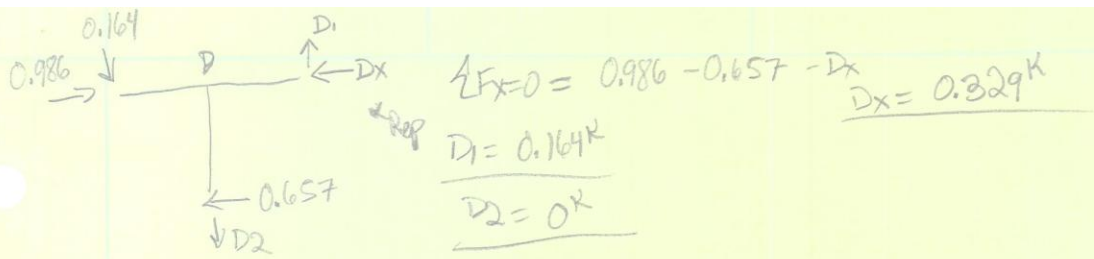 0.164
D1
0.986
D
Dx
ΣFx=0 = 0.986 - 0.657 - Dx
Dx = 0.329ᴷ
D1 = 0.164ᴷ
0.657
D2 = 0ᴷ
D2